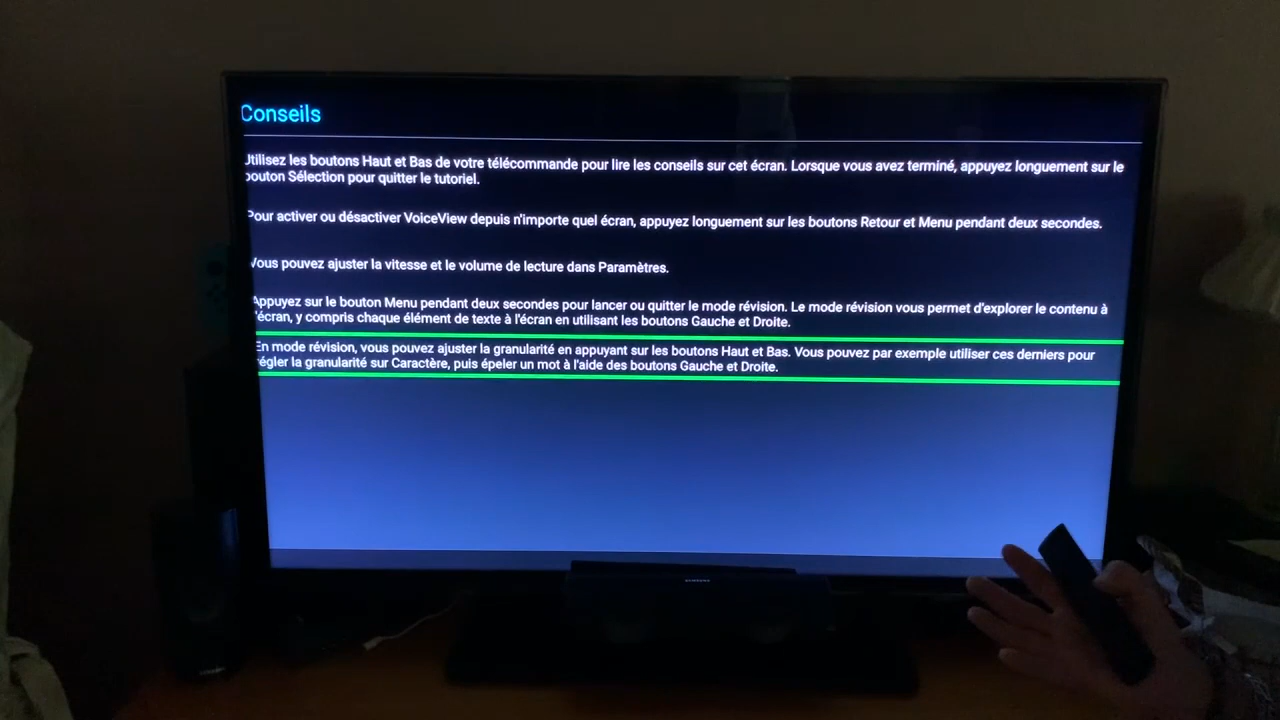 Conseils
Utilisez les boutons Haut et Bas de votre télécommande pour lire les conseils sur cet écran. Lorsque vous avez terminé, appuyez longuement sur le
bouton Sélection pour quitter le tutoriel.
Pour activer ou désactiver VoiceView depuis n'importe quel écran, appuyez longuement sur les boutons Retour et Menu pendant deux secondes.
Vous pouvez ajuster la vitesse et le volume de lecture dans Paramètres.
Appuyez sur le bouton Menu pendant deux secondes pour lancer ou quitter le mode révision. Le mode révision vous permet d'explorer le contenu à
l'écran, y compris chaque élément de texte à l'écran en utilisant les boutons Gauche et Droite.
En mode révision, vous pouvez ajuster la granularité en appuyant sur les boutons Haut et Bas. Vous pouvez par exemple utiliser ces derniers pour
régler la granularité sur Caractère, puis épeler un mot à l'aide des boutons Gauche et Droite.